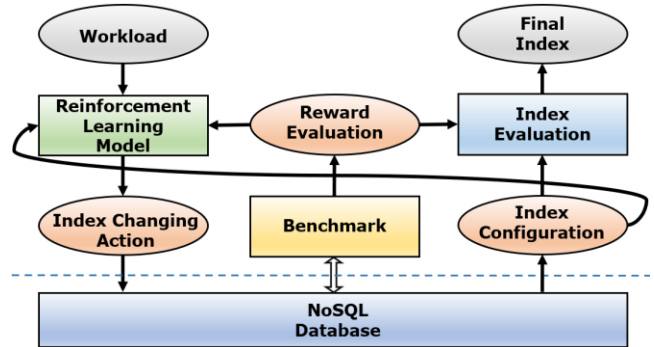 Workload
Final
Index
Reinforcement
Learning
Model
Reward
Evaluation
Index
Evaluation
Index Changing
Action
Benchmark
Index
Configuration
NoSQL
Database